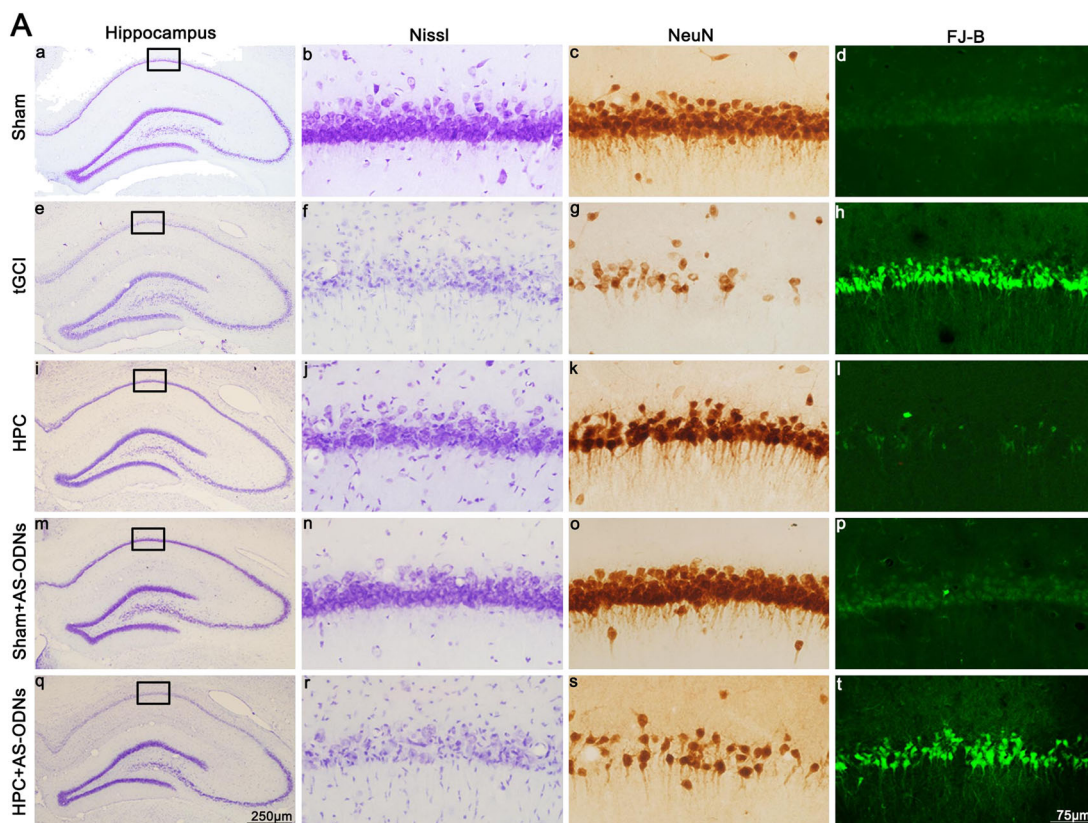 A
Hippocampus Nissl NeuN FJ-B
Sham
a b c d
tGCI
e f g h
HPC
i j k l
Sham+AS-ODNs
m n o p
HPC+AS-ODNs
q r s t
250μm 75μm